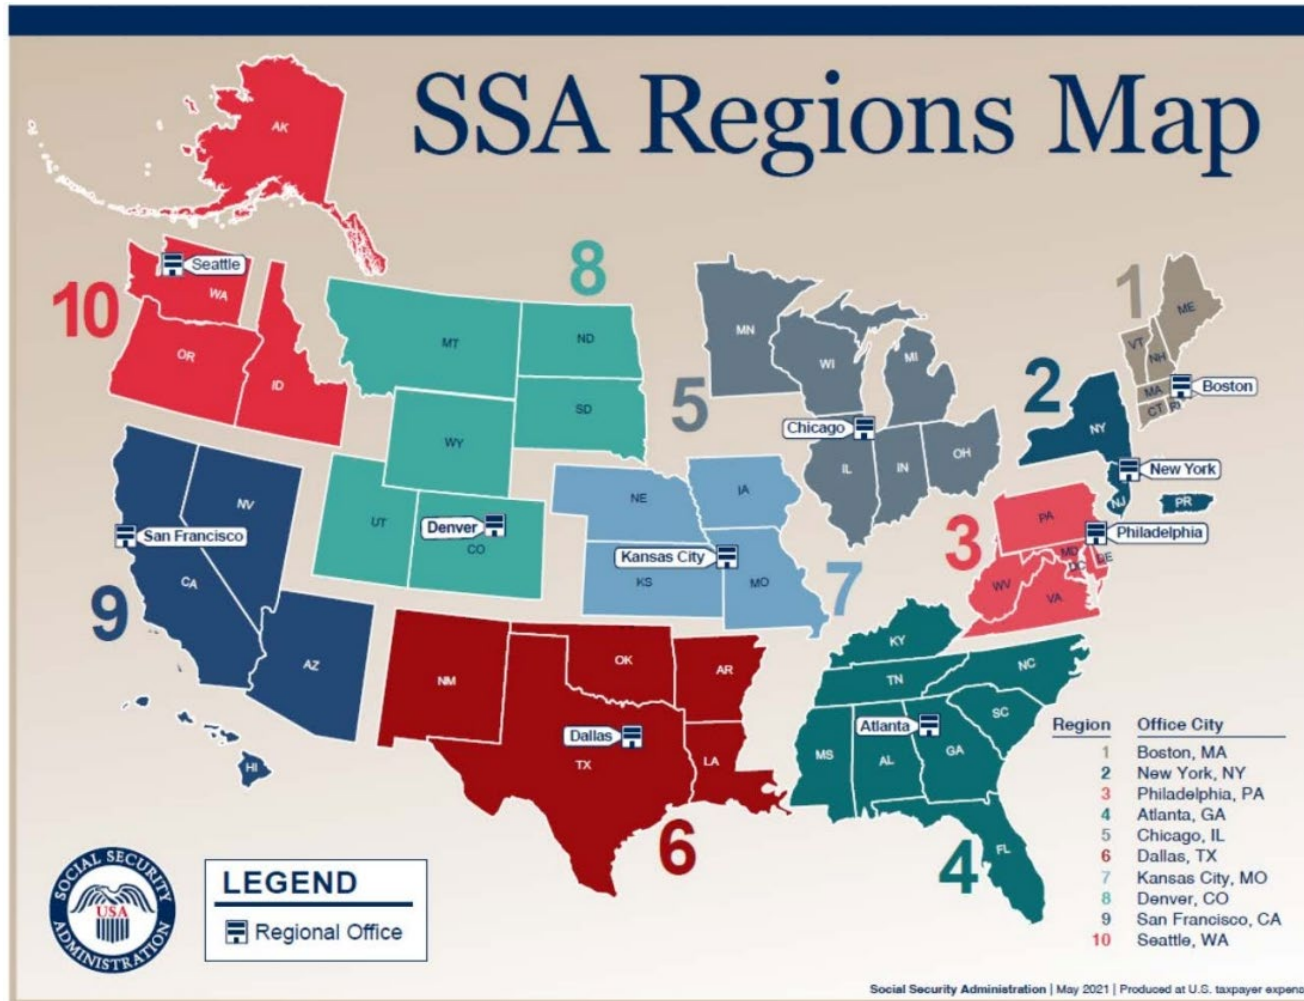 SSA Regions Map
AK
10
Seattle
WA
OR
ID
8
MT
ND
SD
WY
UT
Denver
CO
5
MN
WI
MI
Chicago
IL
IN
OH
1
ME
VT
NH
MA
Boston
CT
RI
2
NY
New York
NJ
PR
3
PA
Philadelphia
MD
DE
DC
WV
VA
9
NV
San Francisco
CA
AZ
HI
7
NE
IA
Kansas City
KS
MO
6
NM
OK
AR
Dallas
TX
LA
4
KY
TN
NC
SC
Atlanta
MS
AL
GA
FL
Region Office City
1 Boston, MA
2 New York, NY
3 Philadelphia, PA
4 Atlanta, GA
5 Chicago, IL
6 Dallas, TX
7 Kansas City, MO
8 Denver, CO
9 San Francisco, CA
10 Seattle, WA
SOCIAL SECURITY
USA
ADMINISTRATION
LEGEND
Regional Office
Social Security Administration | May 2021 | Produced at U.S. taxpayer expens